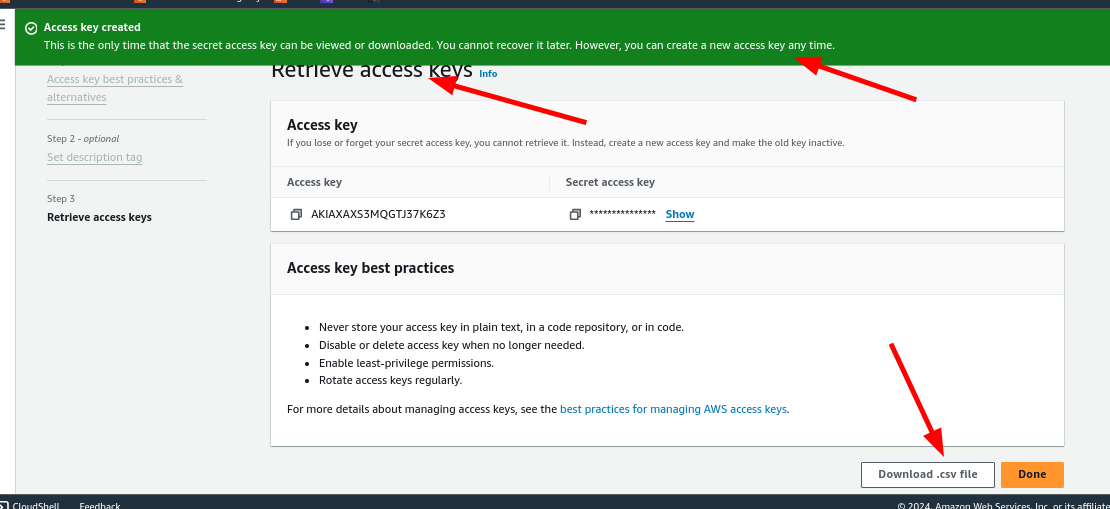 Access key created
This is the only time that the secret access key can be viewed or downloaded. You cannot recover it later. However, you can create a new access key any time.
Retrieve access keys Info
Access key best practices &
alternatives
Step 2 - optional
Set description tag
Step 3
Retrieve access keys
Access key
If you lose or forget your secret access key, you cannot retrieve it. Instead, create a new access key and make the old key inactive.
Access key Secret access key
AKIAXAXS3MQGTJ37K6Z3 *************** Show
Access key best practices
• Never store your access key in plain text, in a code repository, or in code.
• Disable or delete access key when no longer needed.
• Enable least-privilege permissions.
• Rotate access keys regularly.
For more details about managing access keys, see the best practices for managing AWS access keys.
Download .csv file Done
CloudShell Feedback © 2024, Amazon Web Services, Inc. or its affiliate